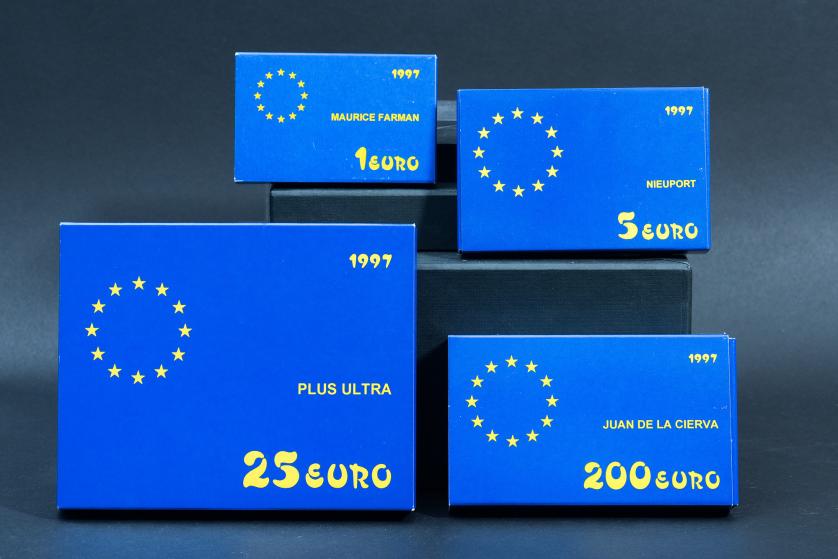 1997
MAURICE FARMAN
1EURO
1997
NIEUPORT
5EURO
1997
PLUS ULTRA
25EURO
1997
JUAN DE LA CIERVA
200EURO